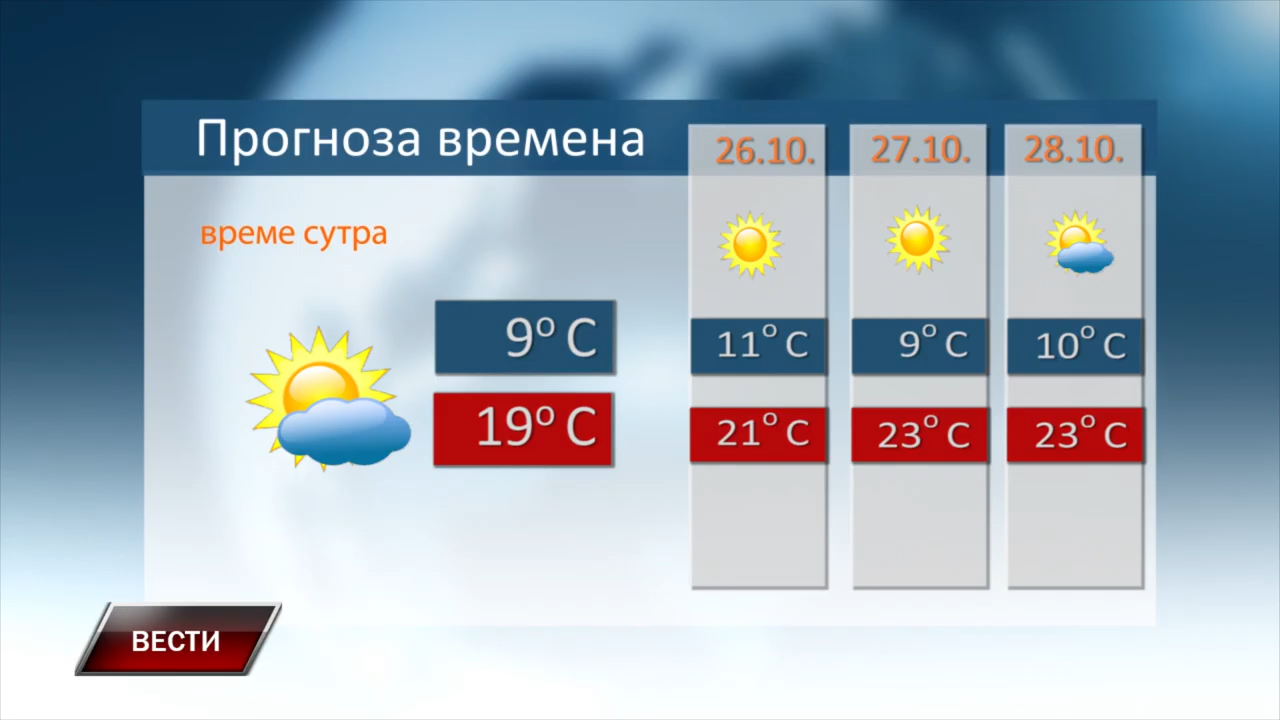 Прогноза времена
време сутра
9° C
19° C
26.10.
11° C
21° C
27.10.
9° C
23° C
28.10.
10° C
23° C
ВЕСТИ